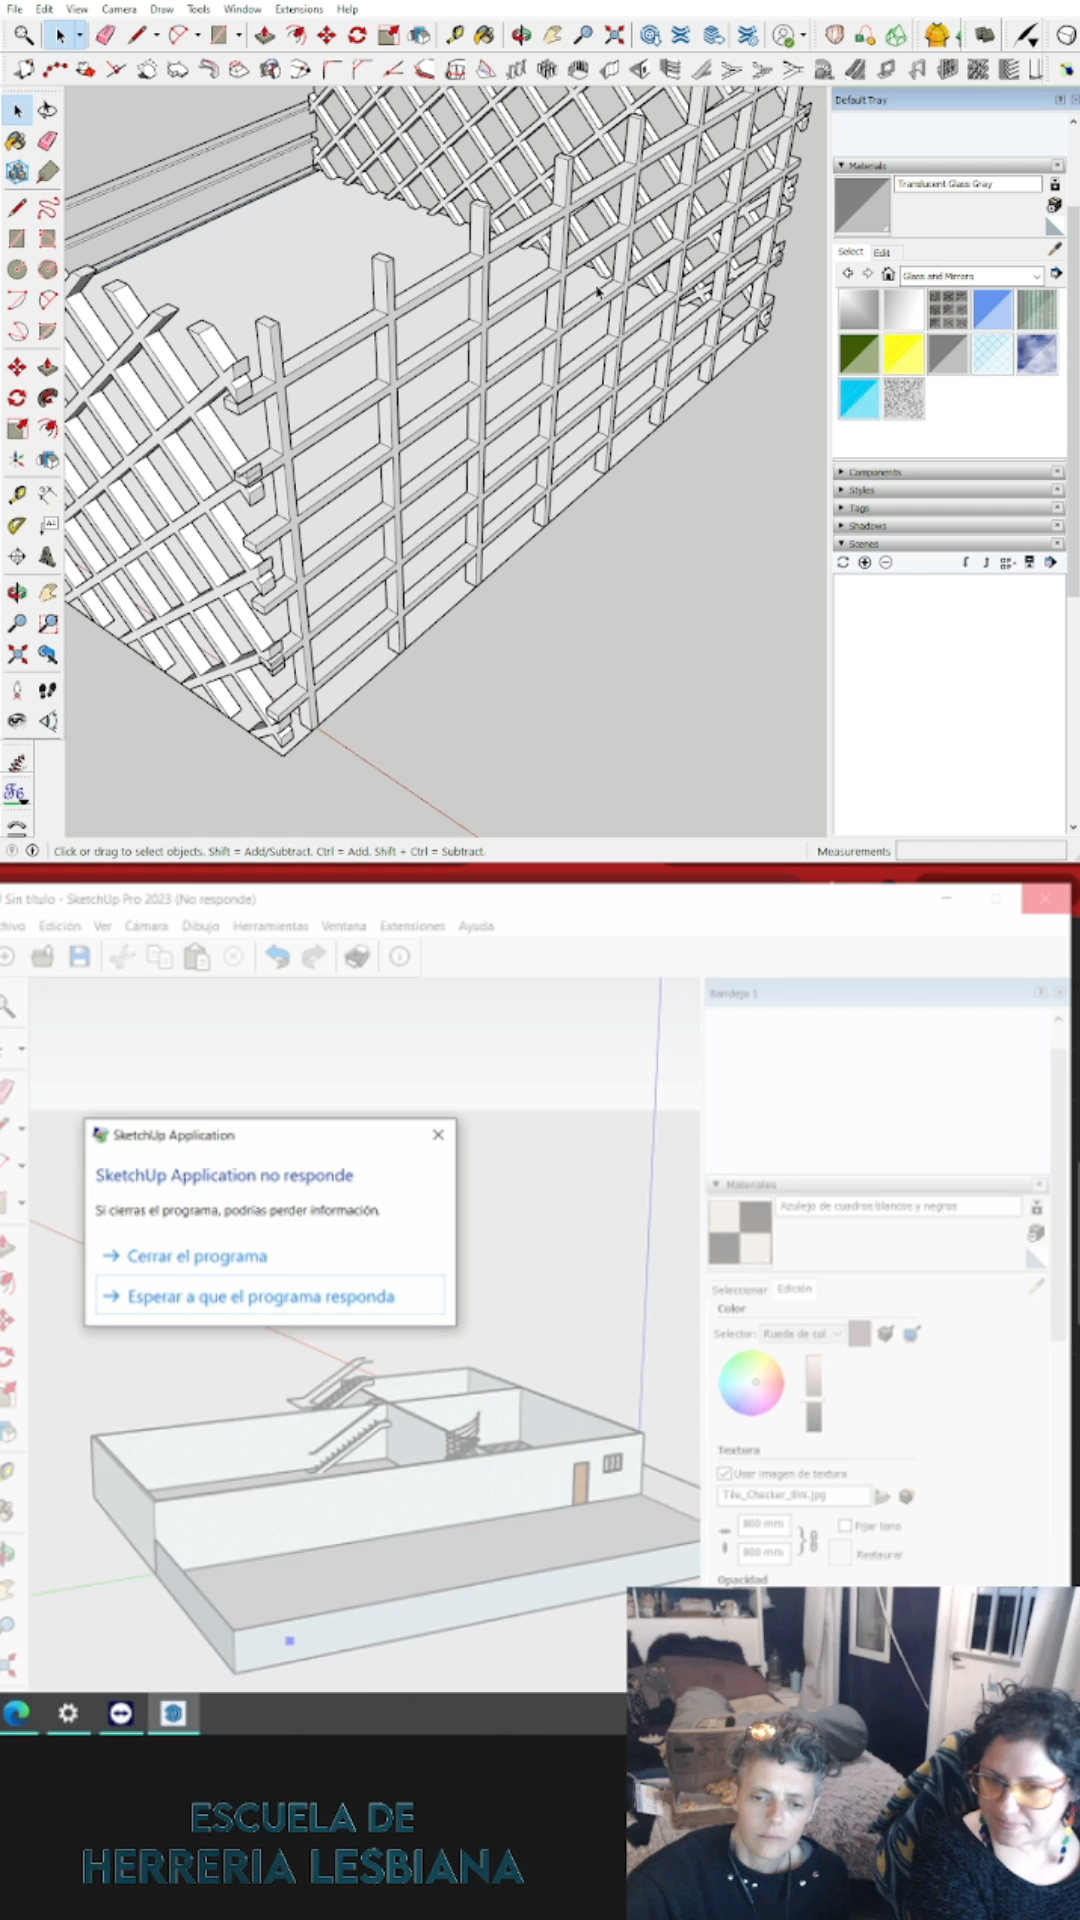 File Edit View Camera Draw Tools Window Extensions Help
Default Tray
Materials
Translucent Glass Gray
Select Edit
Glass and Mirrors
Components
Styles
Tags
Shadows
Scenes
Click or drag to select objects. Shift = Add/Subtract. Ctrl = Add. Shift + Ctrl = Subtract.
Measurements
Sin título - SketchUp Pro 2023 (No responde)
chivo Edición Ver Cámara Dibujo Herramientas Ventana Extensiones Ayuda
Bandeja 1
SketchUp Application
SketchUp Application no responde
Si cierras el programa, podrías perder información.
→ Cerrar el programa
→ Esperar a que el programa responda
Materiales
Azulejo de cuadros blancos y negros
Seleccionar Edición
Color
Selector: Rueda de col
Textura
Usar imagen de textura
Tile_Checker_BW.jpg
800 mm
Fijar tono
800 mm
Restaurar
Opacidad
ESCUELA DE
HERRERIA LESBIANA